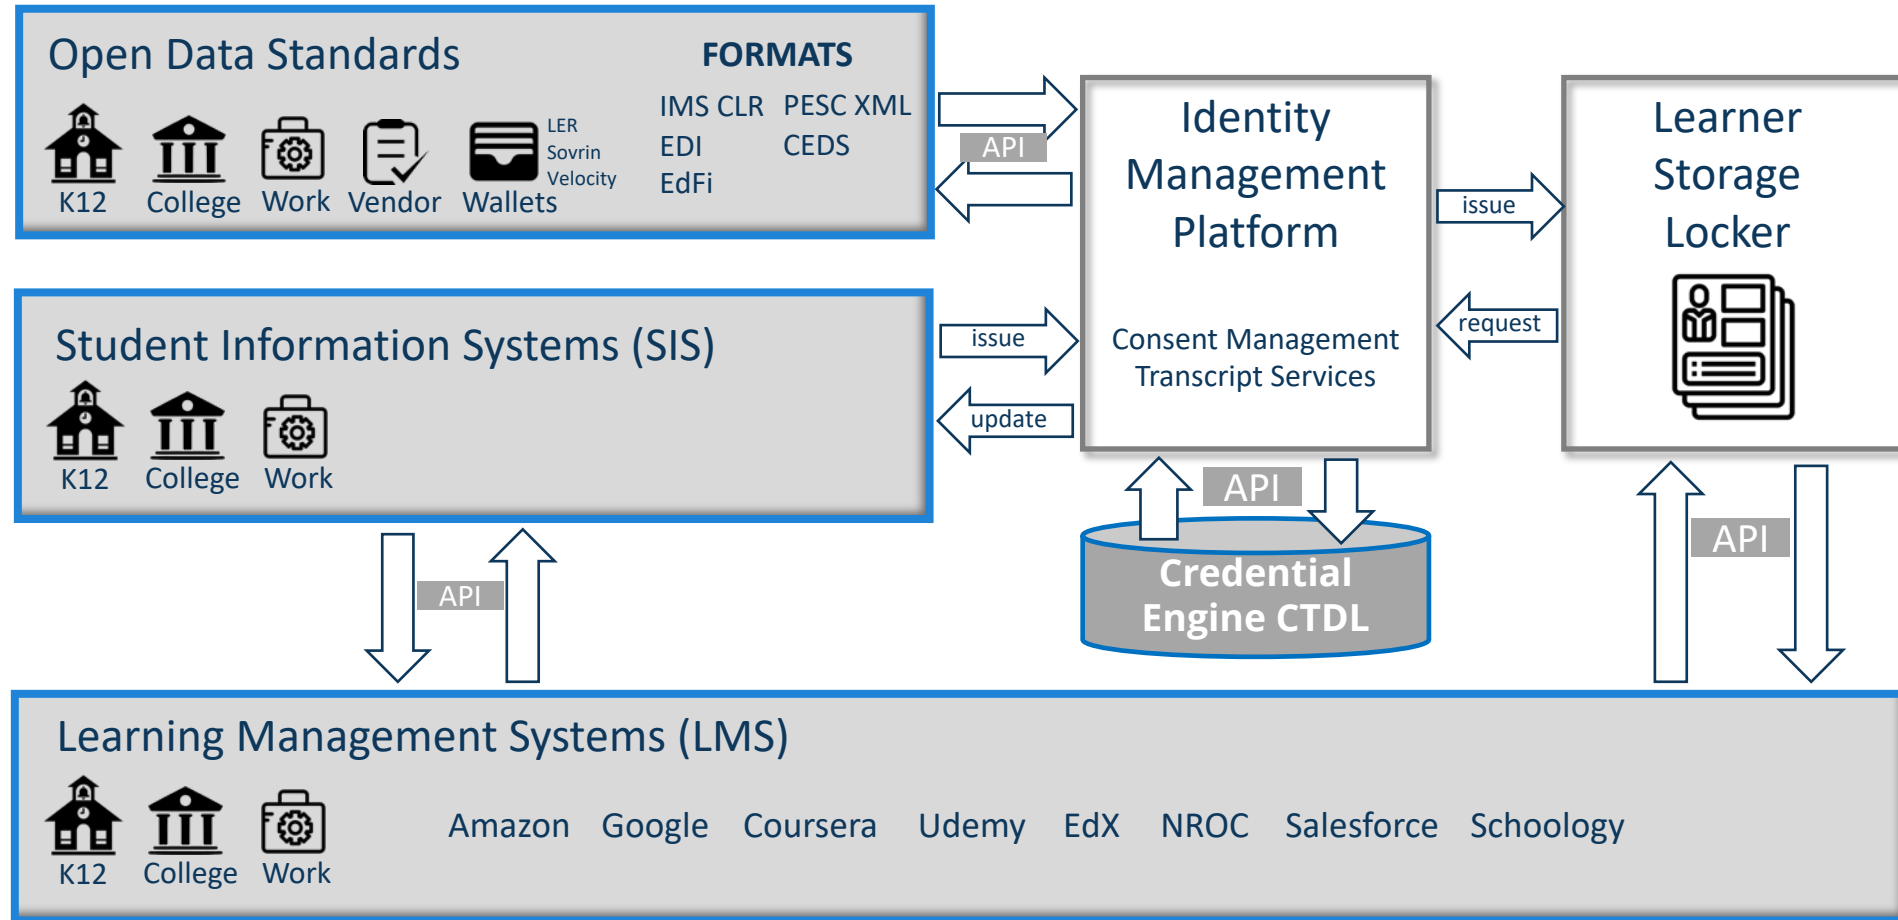 Open Data Standards
K12
College
Work
Vendor
Wallets
LER
Sovrin
Velocity
FORMATS
IMS CLR PESC XML
EDI CEDS
EdFi
API
Identity
Management
Platform
Consent Management
Transcript Services
issue
request
Learner
Storage
Locker
Student Information Systems (SIS)
K12
College
Work
issue
update
API
Credential
Engine CTDL
API
API
Learning Management Systems (LMS)
K12
College
Work
Amazon Google Coursera Udemy EdX NROC Salesforce Schoology